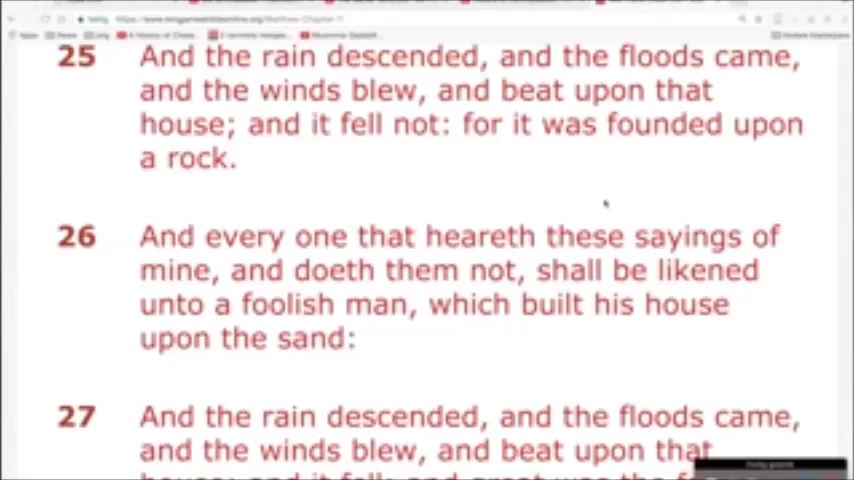 25 And the rain descended, and the floods came,
and the winds blew, and beat upon that
house; and it fell not: for it was founded upon
a rock.
26 And every one that heareth these sayings of
mine, and doeth them not, shall be likened
unto a foolish man, which built his house
upon the sand:
27 And the rain descended, and the floods came,
and the winds blew, and beat upon that